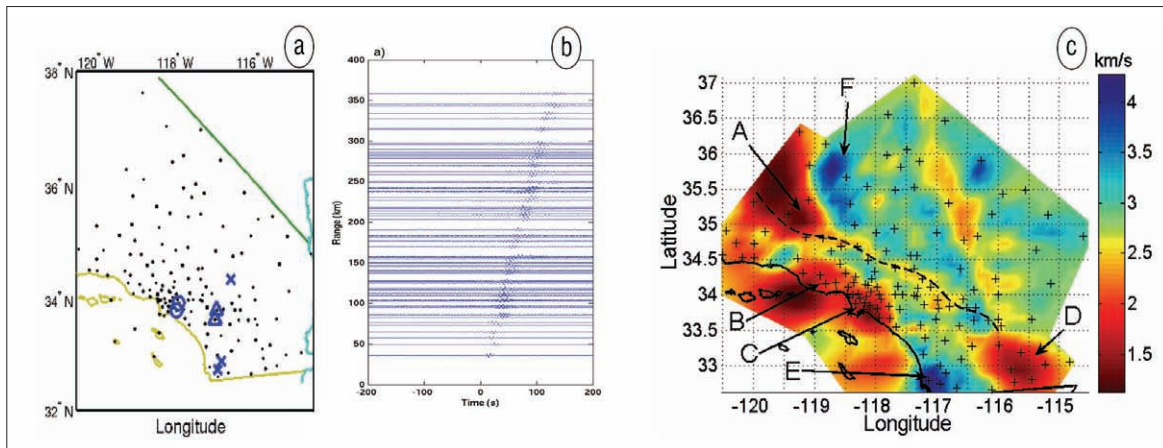 a
120°W 118°W 116°W
38°N
36°N
34°N
32°N
Longitude
b
a)
400
350
300
250
200
150
100
50
0
Range (km)
-200 -100 0 100 200
Time (s)
c
km/s
37
36.5
36
35.5
35
34.5
34
33.5
33
Latitude
A
F
B
C
E
D
-120 -119 -118 -117 -116 -115
Longitude
4
3.5
3
2.5
2
1.5